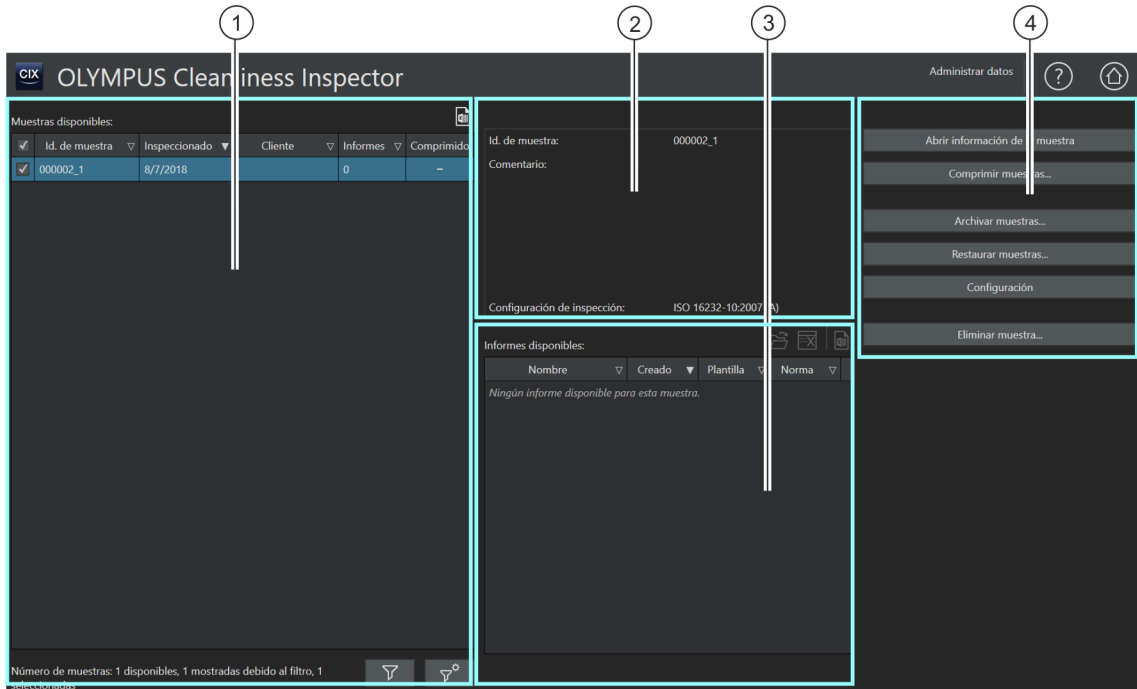 1 2 3 4
CIX OLYMPUS Cleanliness Inspector
Administrar datos ?
Muestras disponibles:
Id. de muestra Inspeccionado Cliente Informes Comprimido
000002_1 8/7/2018 0 –
Número de muestras: 1 disponibles, 1 mostradas debido al filtro, 1
seleccionadas
Id. de muestra: 000002_1
Comentario:
Configuración de inspección: ISO 16232-10:2007 (A)
Informes disponibles:
Nombre Creado Plantilla Norma
Ningún informe disponible para esta muestra.
Abrir información de muestra
Comprimir muestras...
Archivar muestras...
Restaurar muestras...
Configuración
Eliminar muestra...